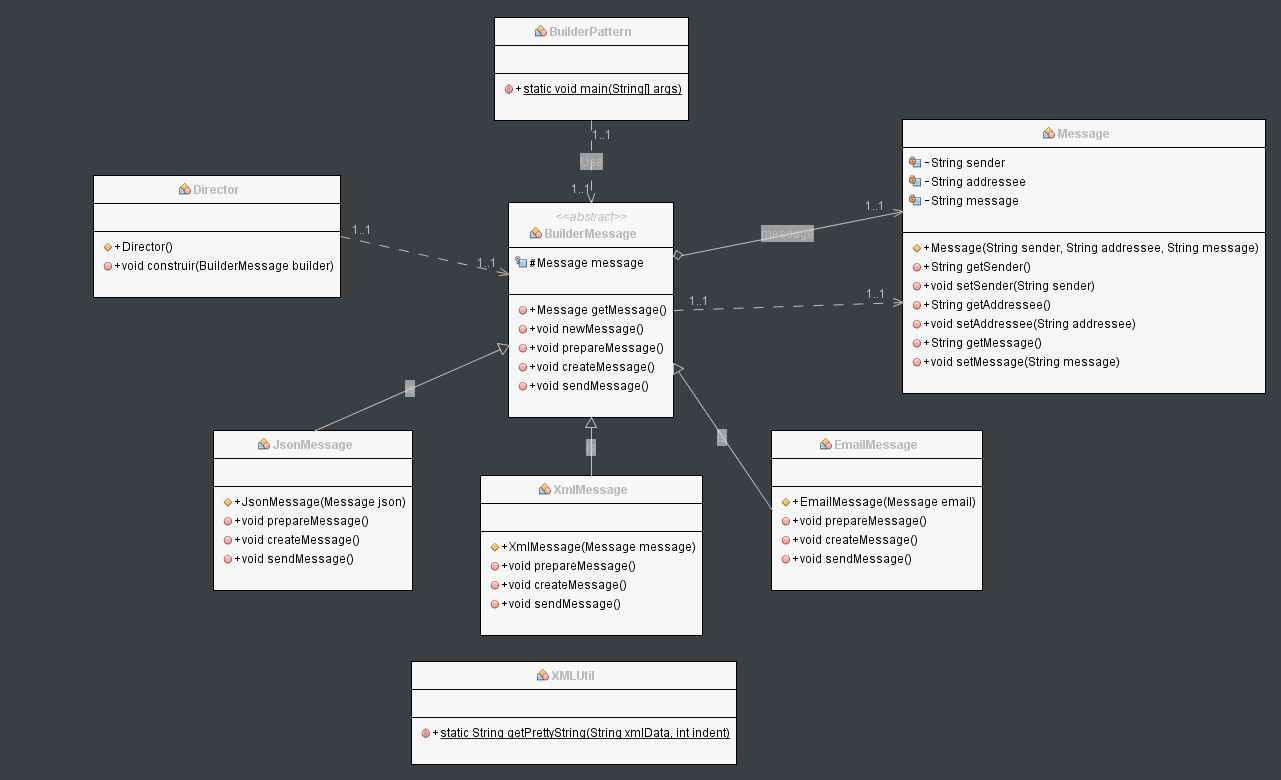 BuilderPattern
+ static void main(String[] args)
1..1
Use
1..1
Message
- String sender
- String addressee
- String message
+ Message(String sender, String addressee, String message)
+ String getSender()
+ void setSender(String sender)
+ String getAddressee()
+ void setAddressee(String addressee)
+ String getMessage()
+ void setMessage(String message)
Director
+ Director()
+ void construir(BuilderMessage builder)
1..1
1..1
<<abstract>>
BuilderMessage
# Message message
+ Message getMessage()
+ void newMessage()
+ void prepareMessage()
+ void createMessage()
+ void sendMessage()
message
1..1
1..1
1..1
JsonMessage
+ JsonMessage(Message json)
+ void prepareMessage()
+ void createMessage()
+ void sendMessage()
XmlMessage
+ XmlMessage(Message message)
+ void prepareMessage()
+ void createMessage()
+ void sendMessage()
EmailMessage
+ EmailMessage(Message email)
+ void prepareMessage()
+ void createMessage()
+ void sendMessage()
XMLUtil
+ static String getPrettyString(String xmlData, int indent)